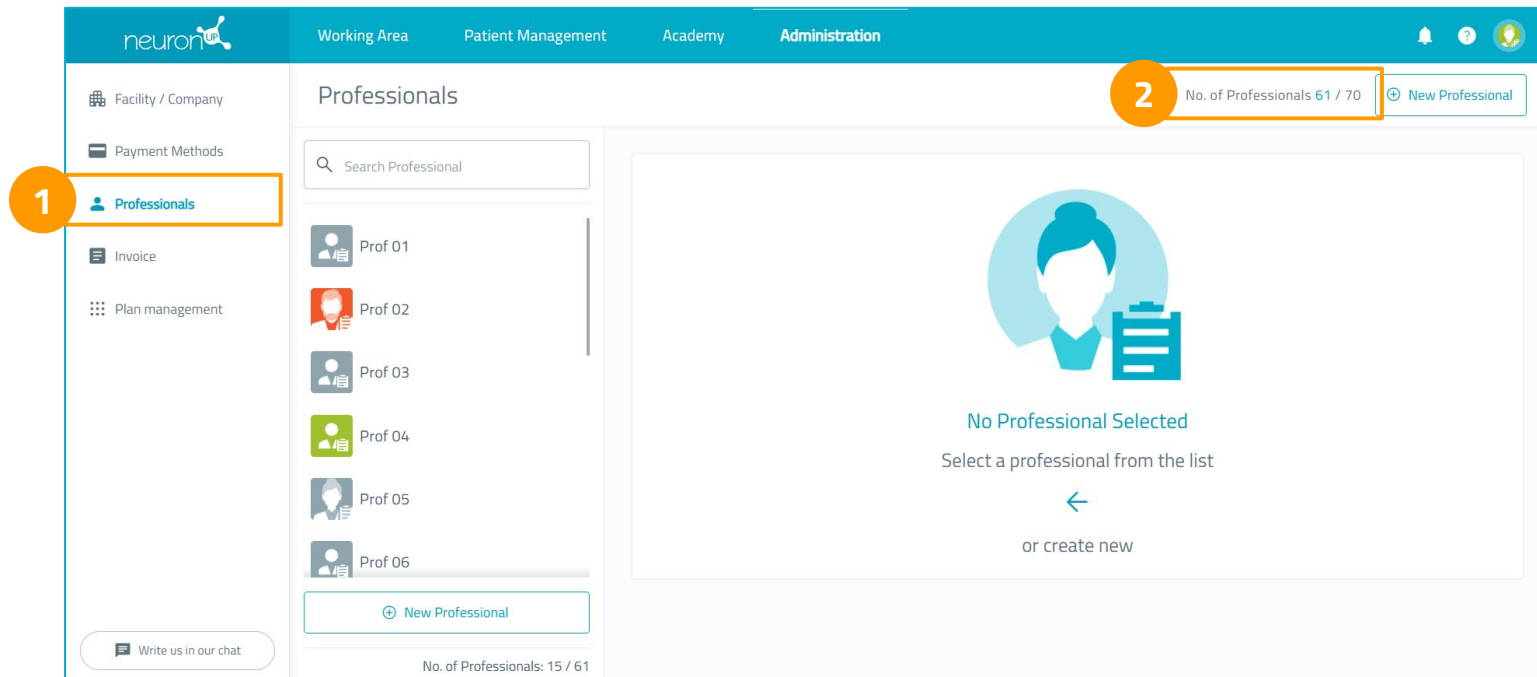 neuronUP
Working Area Patient Management Academy Administration
?
Facility / Company
Payment Methods
1
Professionals
Invoice
Plan management
Write us in our chat
Professionals
2
No. of Professionals 61 / 70
New Professional
Search Professional
Prof 01
Prof 02
Prof 03
Prof 04
Prof 05
Prof 06
New Professional
No. of Professionals: 15 / 61
No Professional Selected
Select a professional from the list
or create new